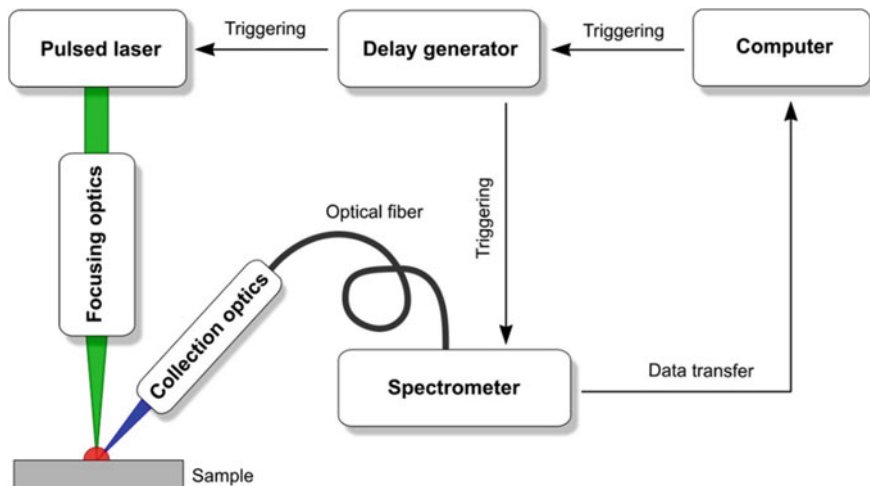 Pulsed laser
Triggering
Delay generator
Triggering
Computer
Focusing optics
Optical fiber
Triggering
Collection optics
Spectrometer
Data transfer
Sample